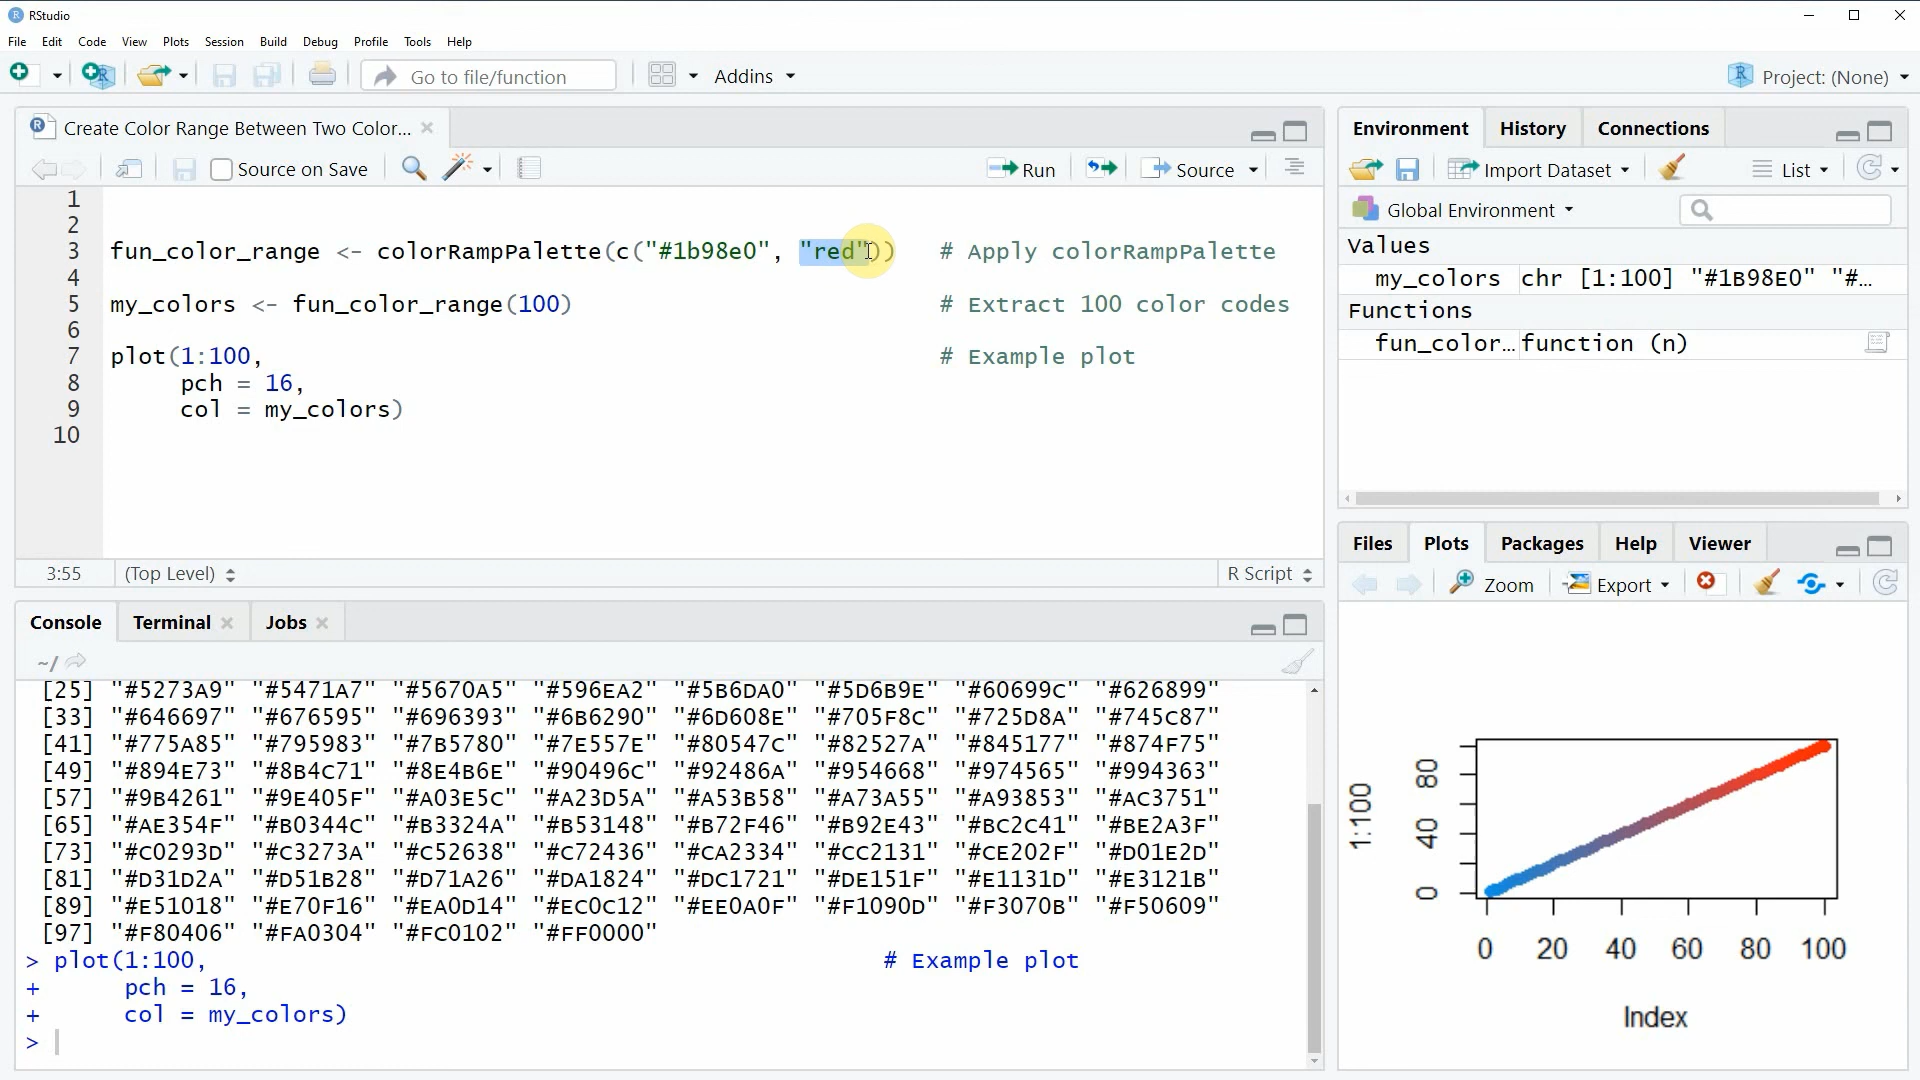 RStudio
File Edit Code View Plots Session Build Debug Profile Tools Help
Go to file/function Addins Project: (None)
Create Color Range Between Two Color...
Source on Save Run Source
1
2
3 fun_color_range <- colorRampPalette(c("#1b98e0", "red")) # Apply colorRampPalette
4
5 my_colors <- fun_color_range(100) # Extract 100 color codes
6
7 plot(1:100, # Example plot
8 pch = 16,
9 col = my_colors)
10
3:55 (Top Level) R Script
Console Terminal Jobs
~/
[25] "#5273A9" "#5471A7" "#5670A5" "#596EA2" "#5B6DA0" "#5D6B9E" "#60699C" "#626899"
[33] "#646697" "#676595" "#696393" "#6B6290" "#6D608E" "#705F8C" "#725D8A" "#745C87"
[41] "#775A85" "#795983" "#7B5780" "#7E557E" "#80547C" "#82527A" "#845177" "#874F75"
[49] "#894E73" "#8B4C71" "#8E4B6E" "#90496C" "#92486A" "#954668" "#974565" "#994363"
[57] "#9B4261" "#9E405F" "#A03E5C" "#A23D5A" "#A53B58" "#A73A55" "#A93853" "#AC3751"
[65] "#AE354F" "#B0344C" "#B3324A" "#B53148" "#B72F46" "#B92E43" "#BC2C41" "#BE2A3F"
[73] "#C0293D" "#C3273A" "#C52638" "#C72436" "#CA2334" "#CC2131" "#CE202F" "#D01E2D"
[81] "#D31D2A" "#D51B28" "#D71A26" "#DA1824" "#DC1721" "#DE151F" "#E1131D" "#E3121B"
[89] "#E51018" "#E70F16" "#EA0D14" "#EC0C12" "#EE0A0F" "#F1090D" "#F3070B" "#F50609"
[97] "#F80406" "#FA0304" "#FC0102" "#FF0000"
> plot(1:100, # Example plot
+ pch = 16,
+ col = my_colors)
>
Environment History Connections
Import Dataset List
Global Environment
Values
my_colors chr [1:100] "#1B98E0" "#...
Functions
fun_color... function (n)
Files Plots Packages Help Viewer
Zoom Export
1:100
80
40
0
0 20 40 60 80 100
Index